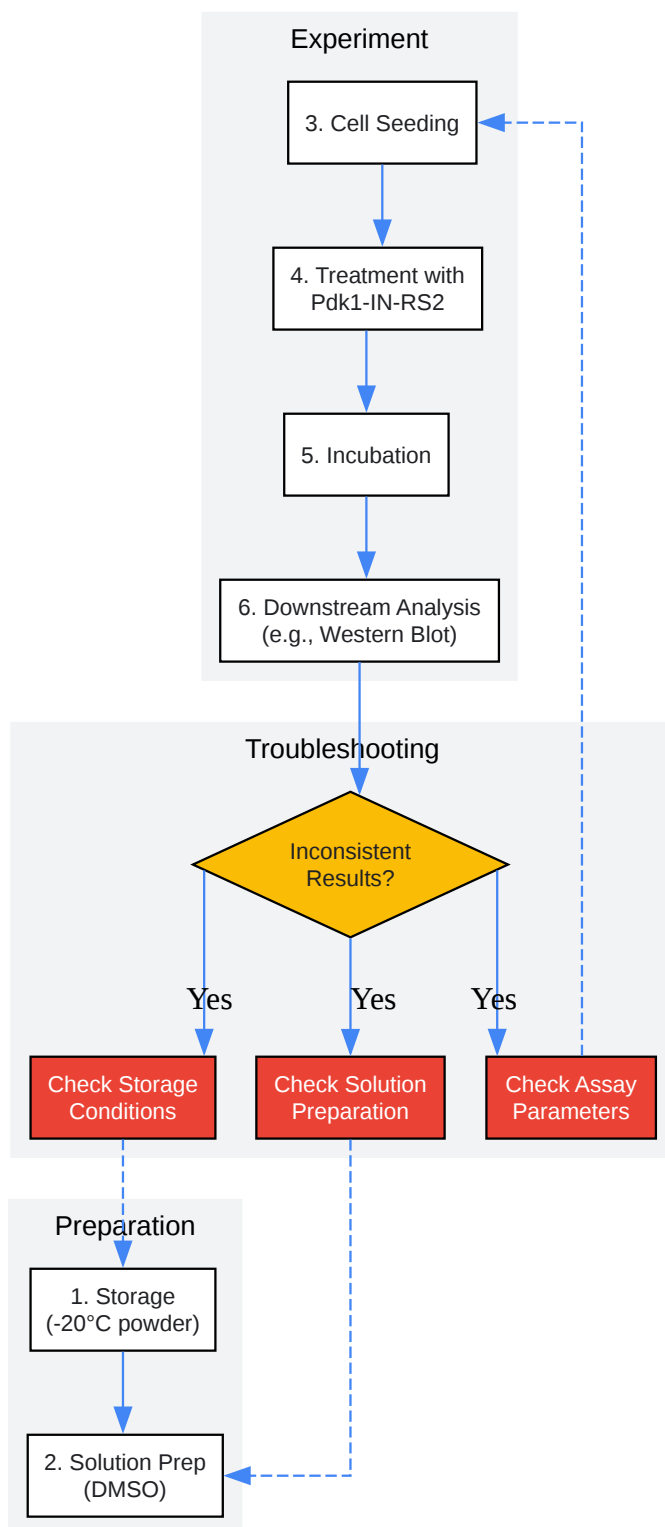 Experiment
3. Cell Seeding
4. Treatment with
Pdk1-IN-RS2
5. Incubation
6. Downstream Analysis
(e.g., Western Blot)
Troubleshooting
Inconsistent
Results?
Yes
Yes
Yes
Check Storage
Conditions
Check Solution
Preparation
Check Assay
Parameters
Preparation
1. Storage
(-20°C powder)
2. Solution Prep
(DMSO)